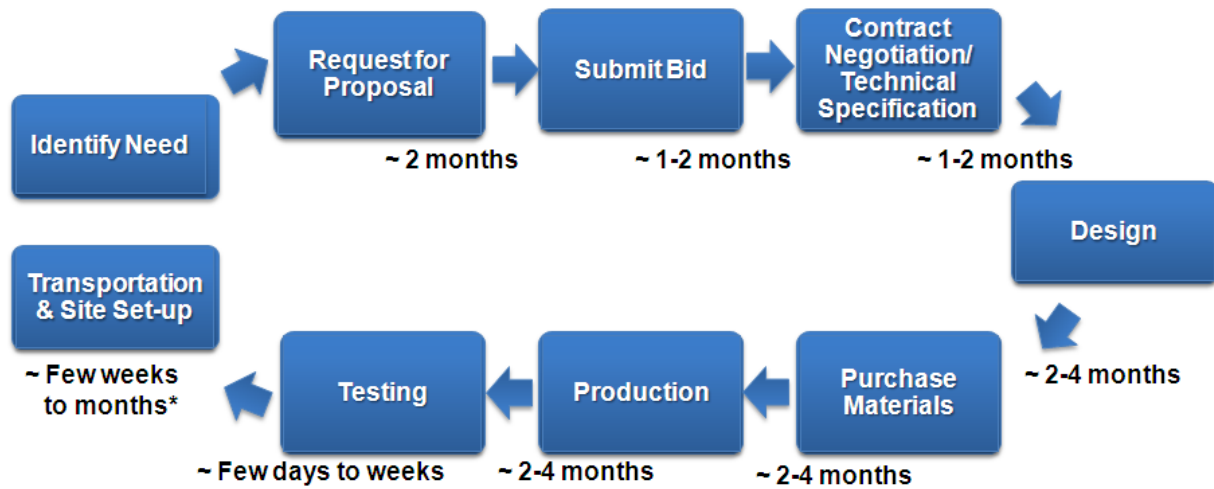 Identify Need
Request for
Proposal
~ 2 months
Submit Bid
~ 1-2 months
Contract
Negotiation/
Technical
Specification
~ 1-2 months
Design
~ 2-4 months
Purchase
Materials
~ 2-4 months
Production
~ 2-4 months
Testing
~ Few days to weeks
Transportation
& Site Set-up
~ Few weeks
to months*